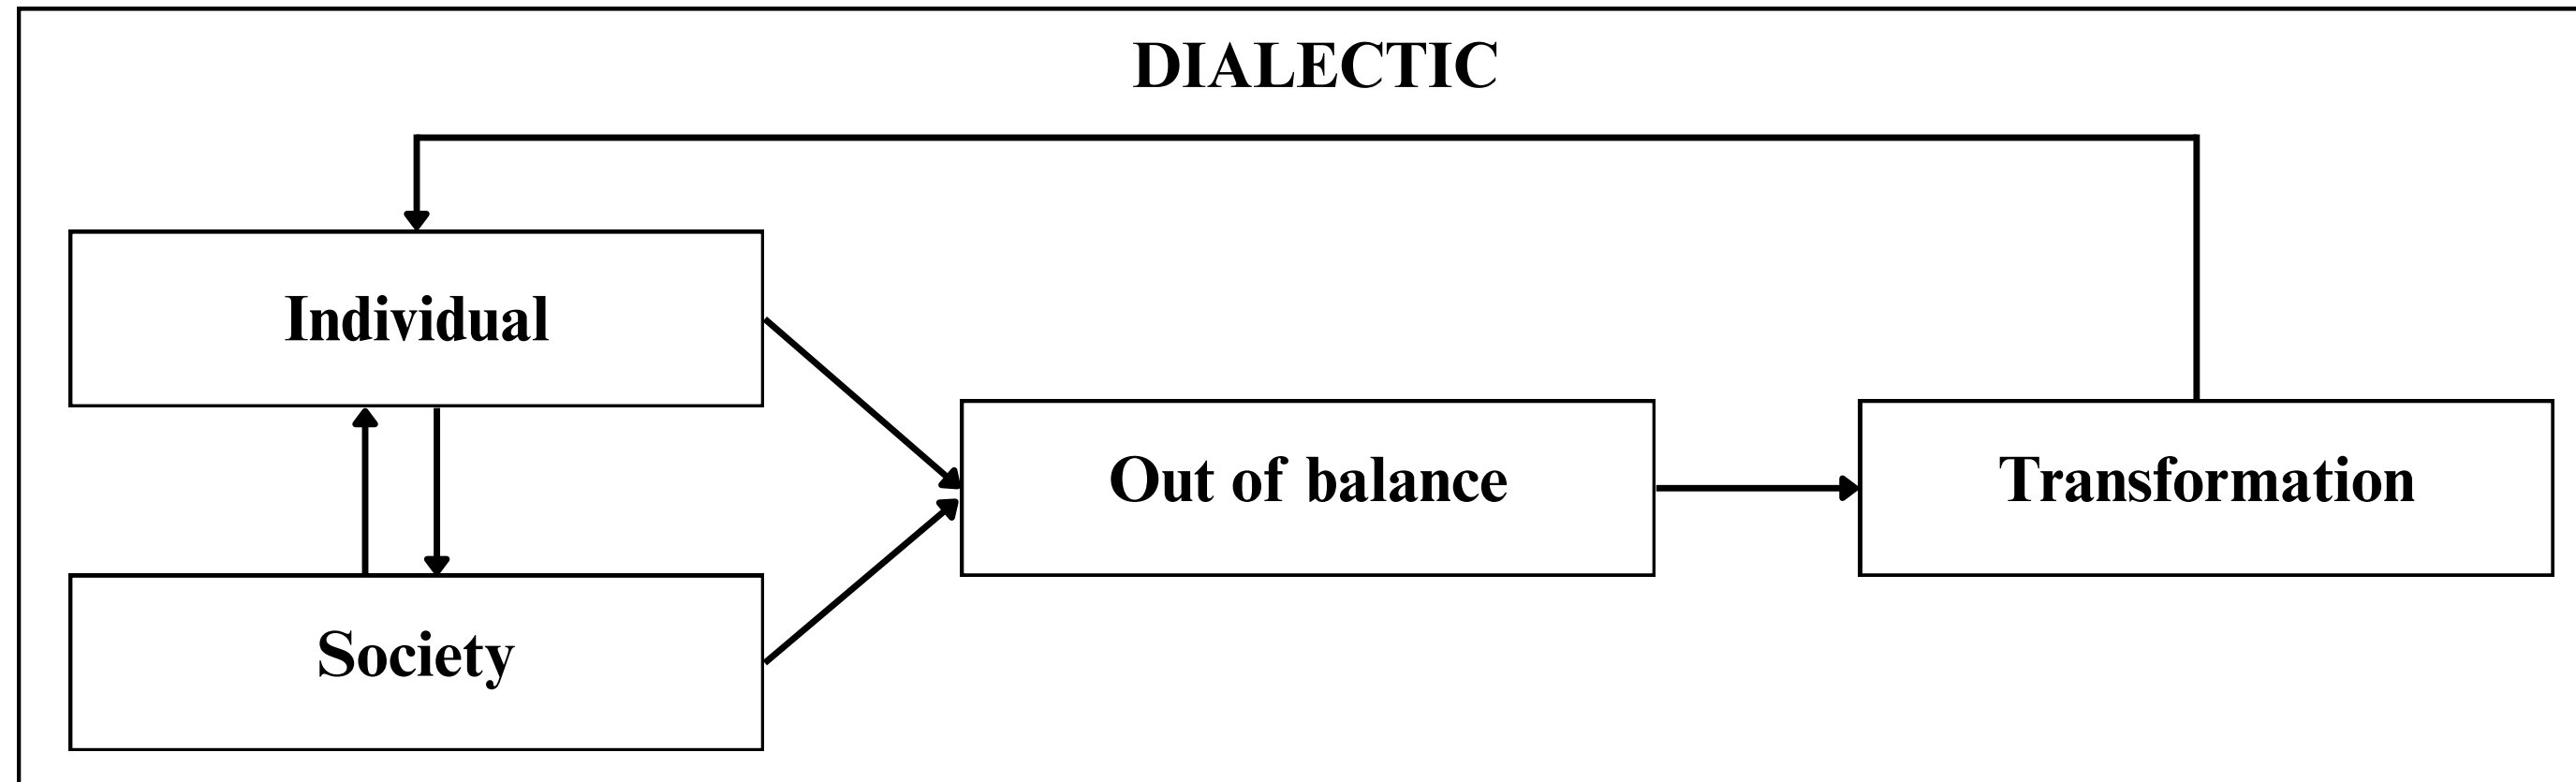 DIALECTIC
Individual
Out of balance
Transformation
Society